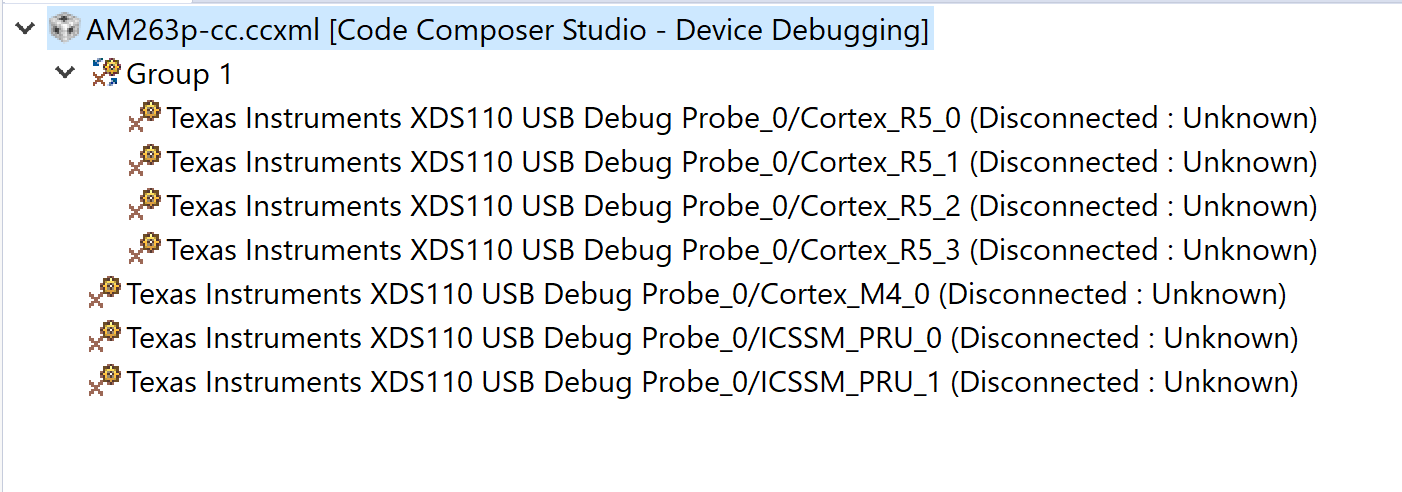 AM263p-cc.ccxml [Code Composer Studio - Device Debugging]
Group 1
Texas Instruments XDS110 USB Debug Probe_0/Cortex_R5_0 (Disconnected : Unknown)
Texas Instruments XDS110 USB Debug Probe_0/Cortex_R5_1 (Disconnected : Unknown)
Texas Instruments XDS110 USB Debug Probe_0/Cortex_R5_2 (Disconnected : Unknown)
Texas Instruments XDS110 USB Debug Probe_0/Cortex_R5_3 (Disconnected : Unknown)
Texas Instruments XDS110 USB Debug Probe_0/Cortex_M4_0 (Disconnected : Unknown)
Texas Instruments XDS110 USB Debug Probe_0/ICSSM_PRU_0 (Disconnected : Unknown)
Texas Instruments XDS110 USB Debug Probe_0/ICSSM_PRU_1 (Disconnected : Unknown)